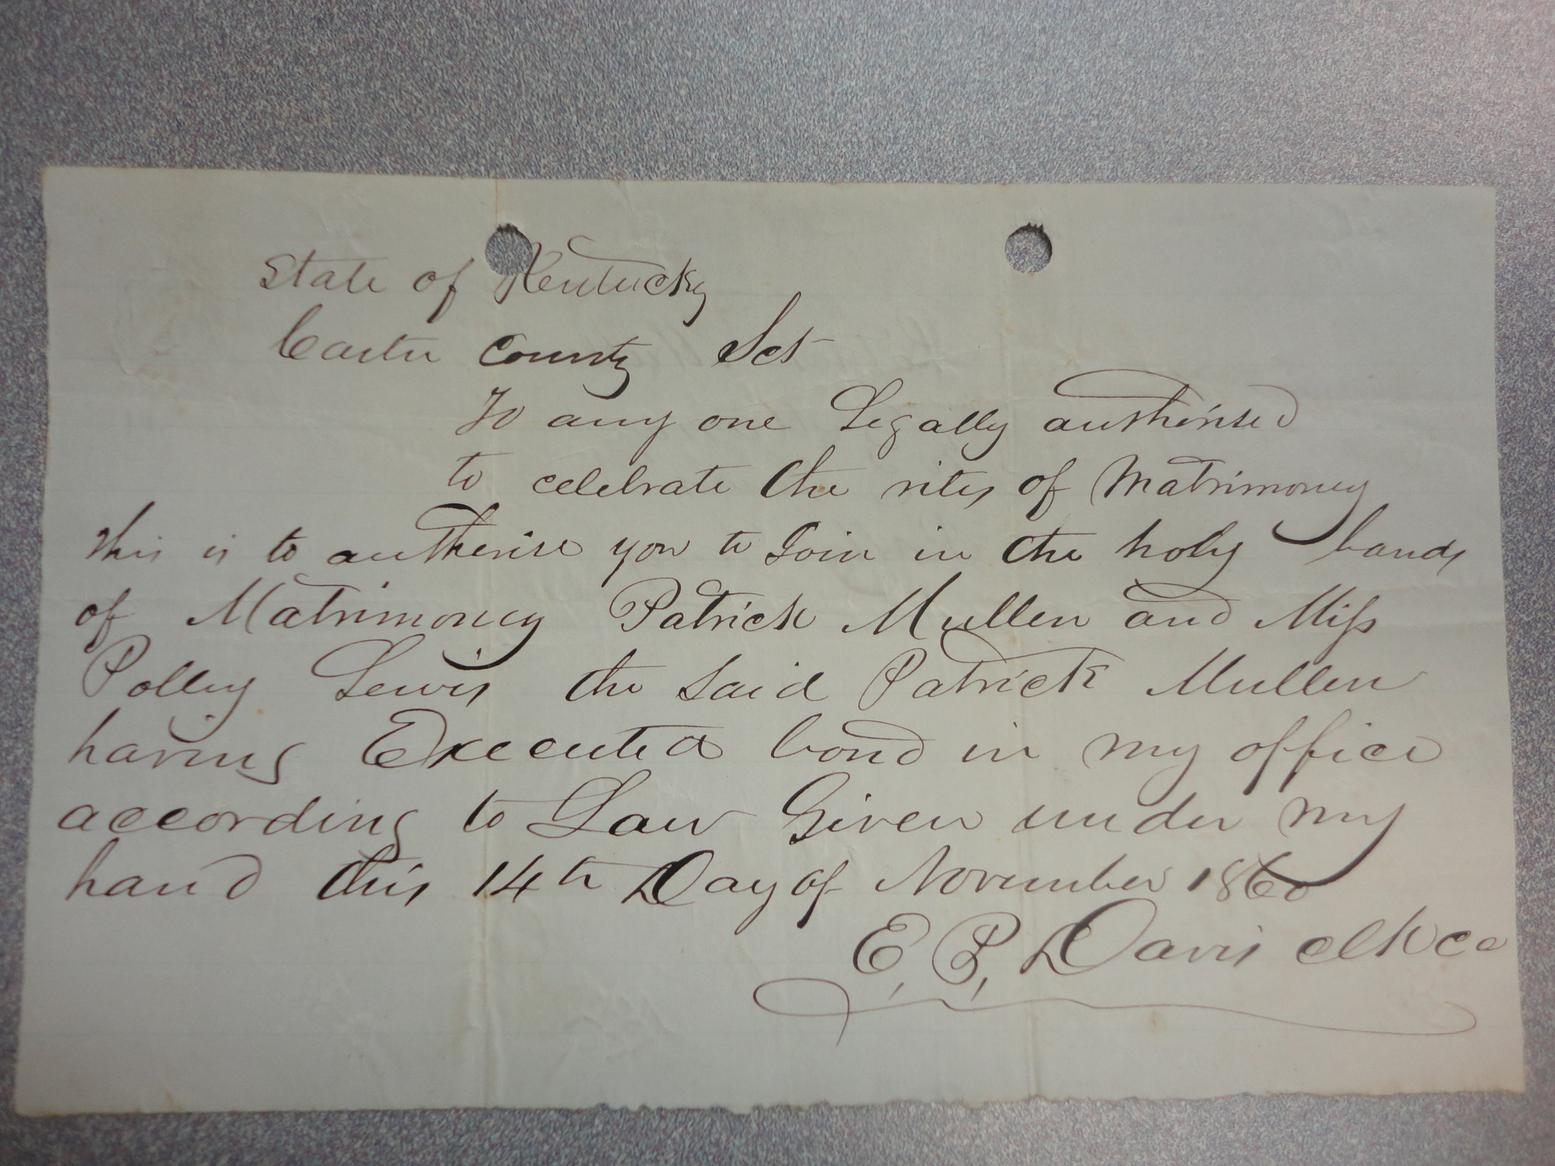 State of Kentucky
Carter County Sct
To any one Legally authorised
to celebrate the rites of Matrimony
this is to authorise you to Join in the holy bands
of Matrimony Patrick Mullen and Miss
Polley Lewis the said Patrick Mullen
having Executed bond in my office
according to Law Given under my
hand this 14th Day of November 1860
E. P. Davis clk cc